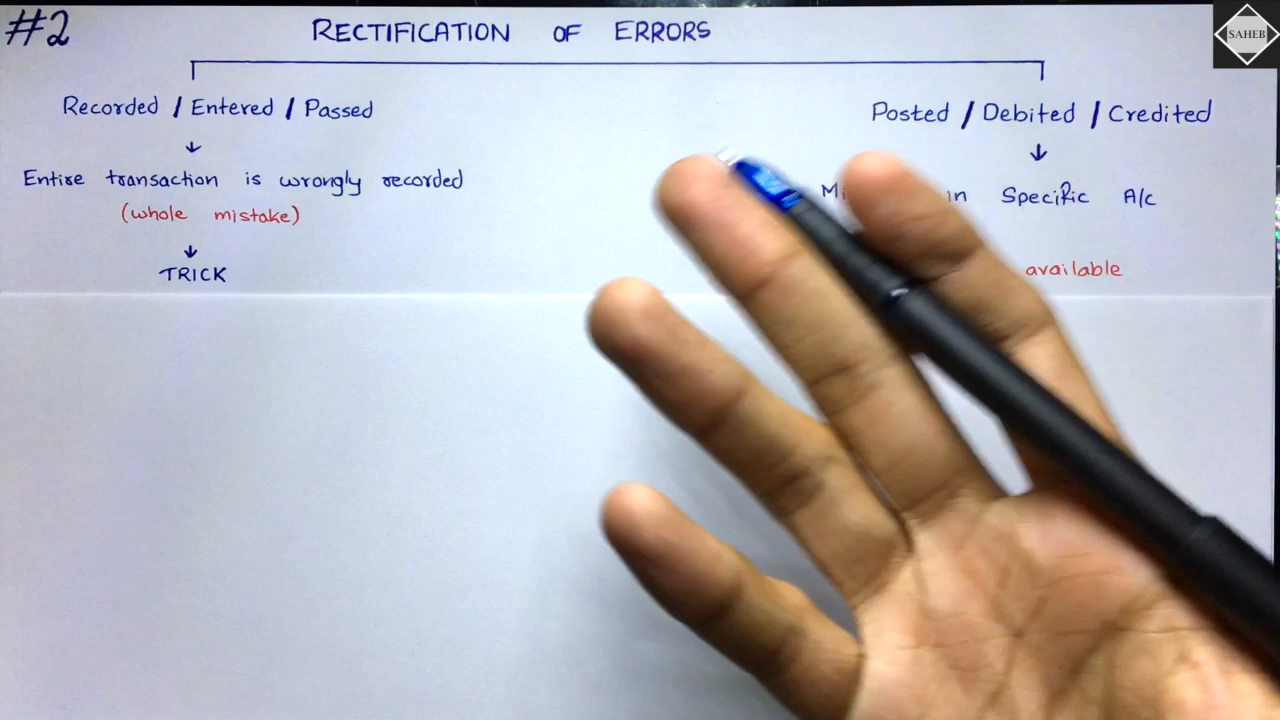 #2
RECTIFICATION OF ERRORS
SAHEB
Recorded / Entered / Passed
Posted / Debited / Credited
Entire transaction is wrongly recorded
in Specific A/c
(whole mistake)
available
TRICK